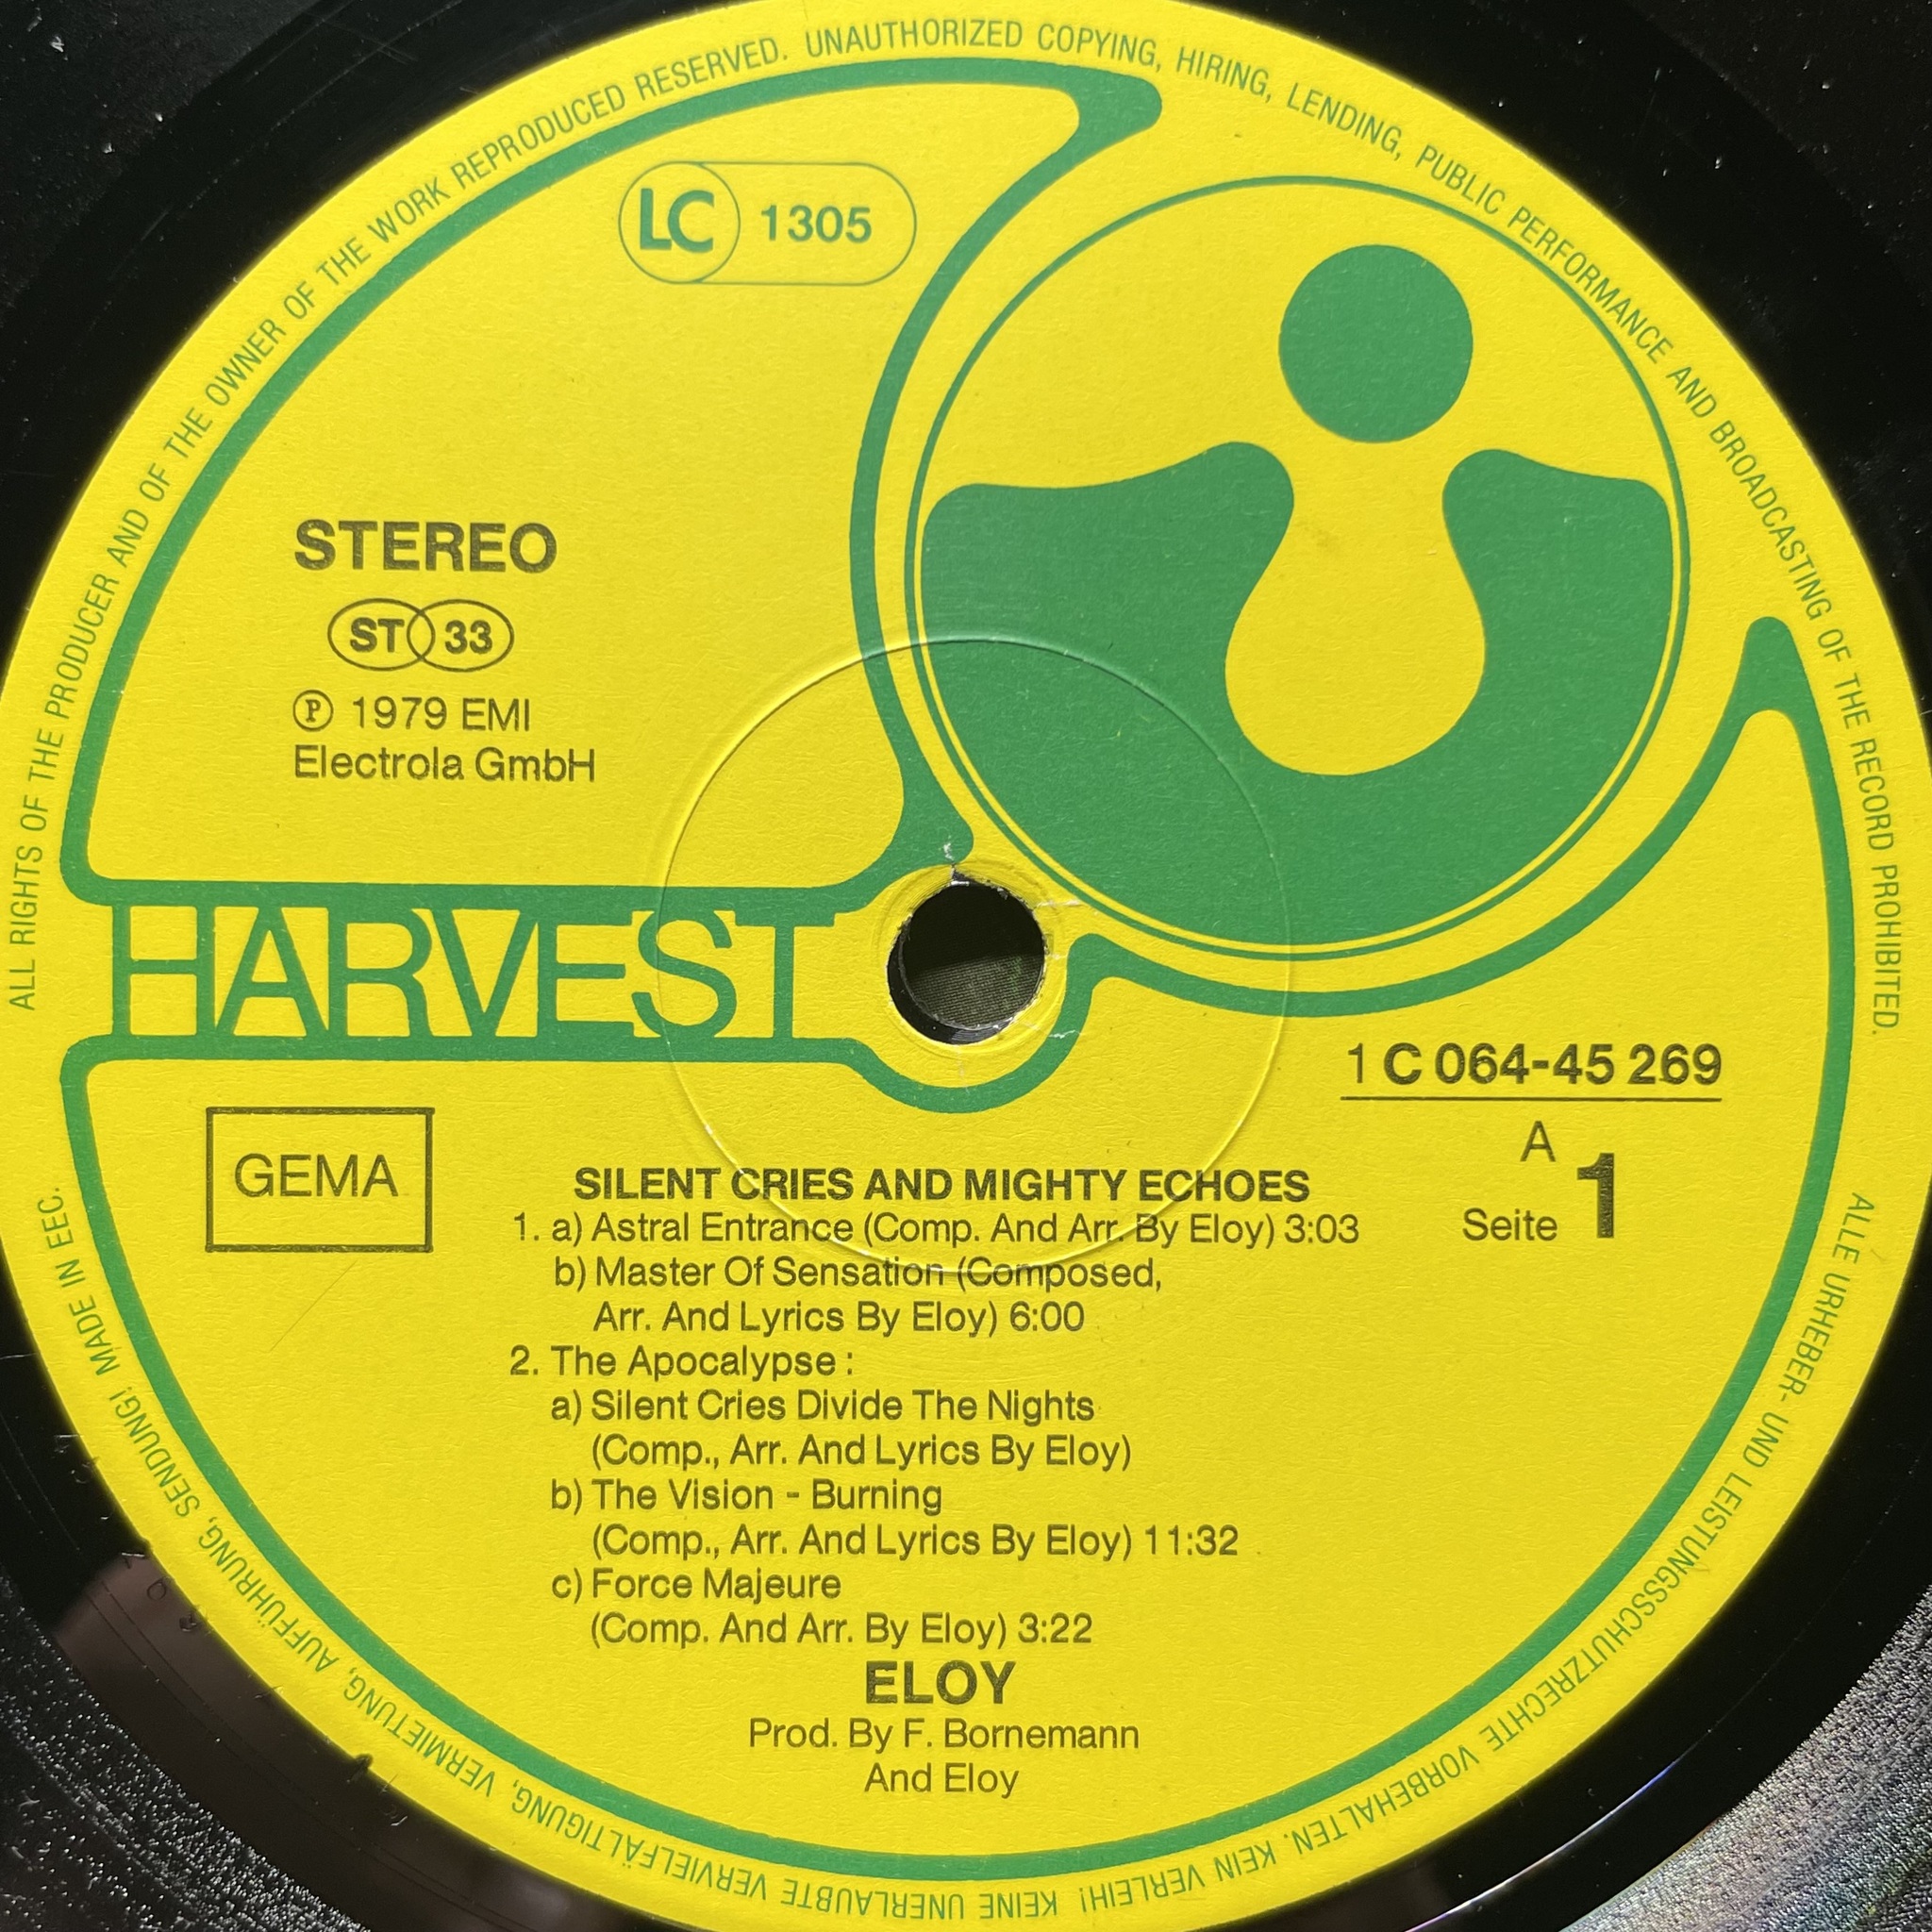 ALL RIGHTS OF THE PRODUCER AND OF THE OWNER OF THE WORK REPRODUCED RESERVED. UNAUTHORIZED COPYING, HIRING, LENDING, PUBLIC PERFORMANCE AND BROADCASTING OF THE RECORD PROHIBITED.
LC 1305
STEREO
ST 33
Ⓟ 1979 EMI
Electrola GmbH
HARVEST
1 C 064-45 269
A
Seite 1
GEMA
SILENT CRIES AND MIGHTY ECHOES
1. a) Astral Entrance (Comp. And Arr. By Eloy) 3:03
b) Master Of Sensation (Composed,
Arr. And Lyrics By Eloy) 6:00
2. The Apocalypse :
a) Silent Cries Divide The Nights
(Comp., Arr. And Lyrics By Eloy)
b) The Vision - Burning
(Comp., Arr. And Lyrics By Eloy) 11:32
c) Force Majeure
(Comp. And Arr. By Eloy) 3:22
ELOY
Prod. By F. Bornemann
And Eloy
ALLE URHEBER- UND LEISTUNGSSCHUTZRECHTE VORBEHALTEN. KEIN VERLEIH! KEINE UNERLAUBTE VERVIELFÄLTIGUNG, VERMIETUNG, AUFFÜHRUNG, SENDUNG! MADE IN EEC.